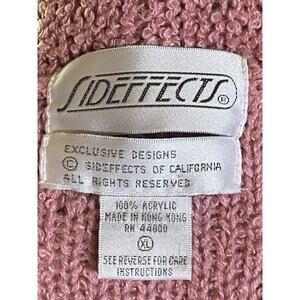 SIDEFFECTS ®
EXCLUSIVE DESIGNS
© SIDEFFECTS OF CALIFORNIA
ALL RIGHTS RESERVED
100% ACRYLIC
MADE IN HONG KONG
RN 44000
XL
SEE REVERSE FOR CARE
INSTRUCTIONS